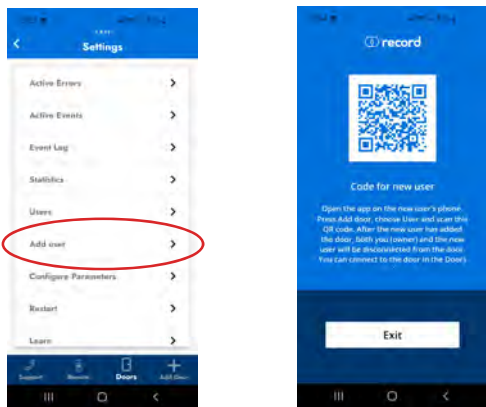 Settings
Active Errors
Active Events
Event Log
Statistics
Users
Add user
Configure Parameters
Restart
Learn
Support
Doors
Add Door
record
Code for new user
Open the app on the new user's phone.
Press Add door, choose User and scan this
QR code. After the new user has added
the door, both you (owner) and the new
user will be disconnected from the door.
You can connect to the door in the Doors
Exit